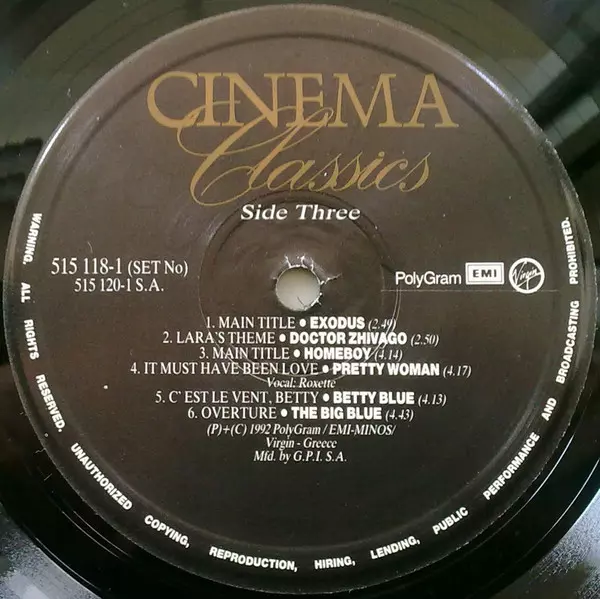 CINEMA
Classics
Side Three
515 118-1 (SET No)
515 120-1 S.A.
PolyGram EMI Virgin
1. MAIN TITLE • EXODUS (2.49)
2. LARA'S THEME • DOCTOR ZHIVAGO (2.50)
3. MAIN TITLE • HOMEBOY (4.14)
4. IT MUST HAVE BEEN LOVE • PRETTY WOMAN (4.17)
Vocal: Roxette
5. C' EST LE VENT, BETTY • BETTY BLUE (4.13)
6. OVERTURE • THE BIG BLUE (4.43)
(P)+(C) 1992 PolyGram / EMI-MINOS/
Virgin - Greece
Mfd. by G.P.I. S.A.
WARNING. ALL RIGHTS RESERVED. UNAUTHORIZED COPYING, REPRODUCTION, HIRING, LENDING, PUBLIC PERFORMANCE AND BROADCASTING PROHIBITED.